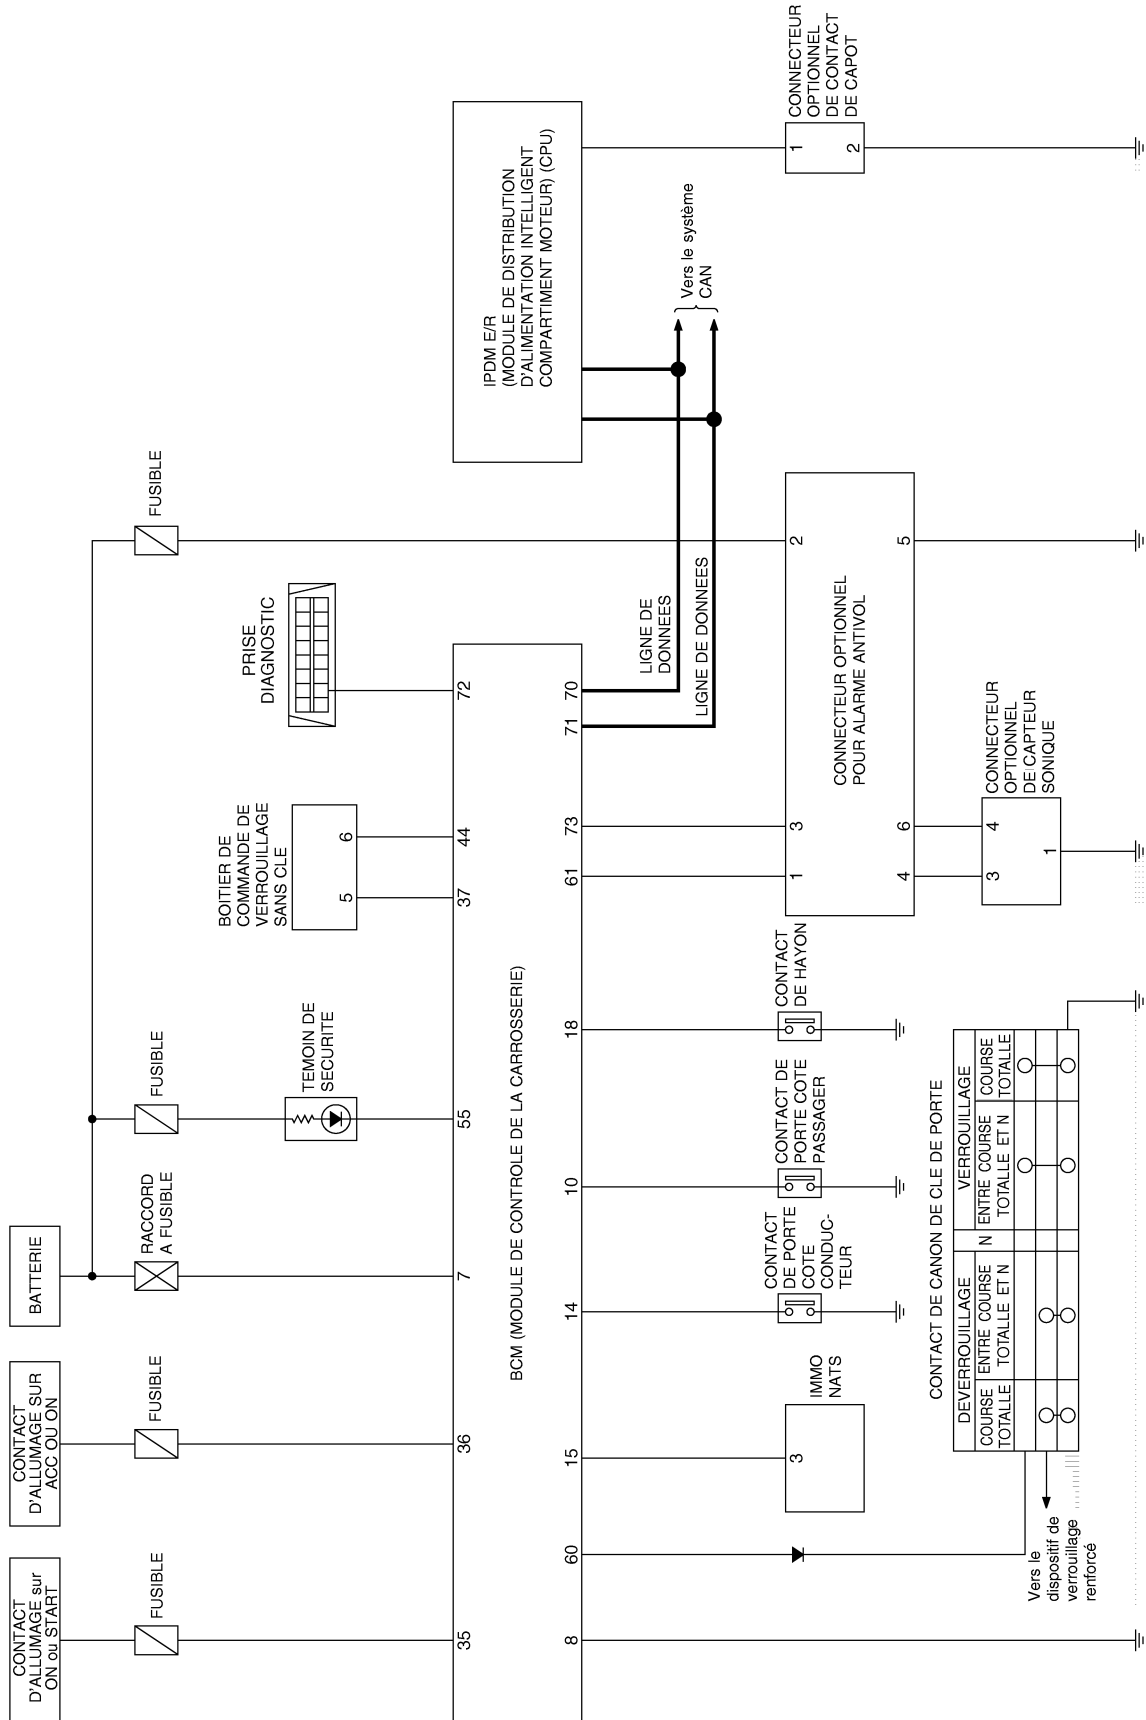 CONTACT
D'ALLUMAGE sur
ON ou START
FUSIBLE
35
CONTACT
D'ALLUMAGE SUR
ACC OU ON
FUSIBLE
36
BATTERIE
RACCORD
A FUSIBLE
7
FUSIBLE
TEMOIN DE
SECURITE
55
BOITIER DE
COMMANDE DE
VERROUILLAGE
SANS CLE
5
6
37
44
PRISE
DIAGNOSTIC
72
FUSIBLE
BCM (MODULE DE CONTROLE DE LA CARROSSERIE)
IPDM E/R
(MODULE DE DISTRIBUTION
D'ALIMENTATION INTELLIGENT
COMPARTIMENT MOTEUR) (CPU)
8
60
15
14
10
18
61
73
71
70
LIGNE DE
DONNEES
LIGNE DE DONNEES
Vers le système
CAN
IMMO
NATS
3
CONTACT
DE PORTE
COTE
CONDUC-
TEUR
CONTACT DE
PORTE COTE
PASSAGER
CONTACT
DE HAYON
1
3
2
CONNECTEUR OPTIONNEL
POUR ALARME ANTIVOL
4
6
5
CONNECTEUR
OPTIONNEL
DE CONTACT
DE CAPOT
1
2
CONNECTEUR
OPTIONNEL
DE CAPTEUR
SONIQUE
3
4
1
CONTACT DE CANON DE CLE DE PORTE
DEVERROUILLAGE
N
VERROUILLAGE
COURSE
TOTALLE
ENTRE COURSE
TOTALLE ET N
ENTRE COURSE
TOTALLE ET N
COURSE
TOTALLE
Vers le
dispositif de
verrouillage
renforcé